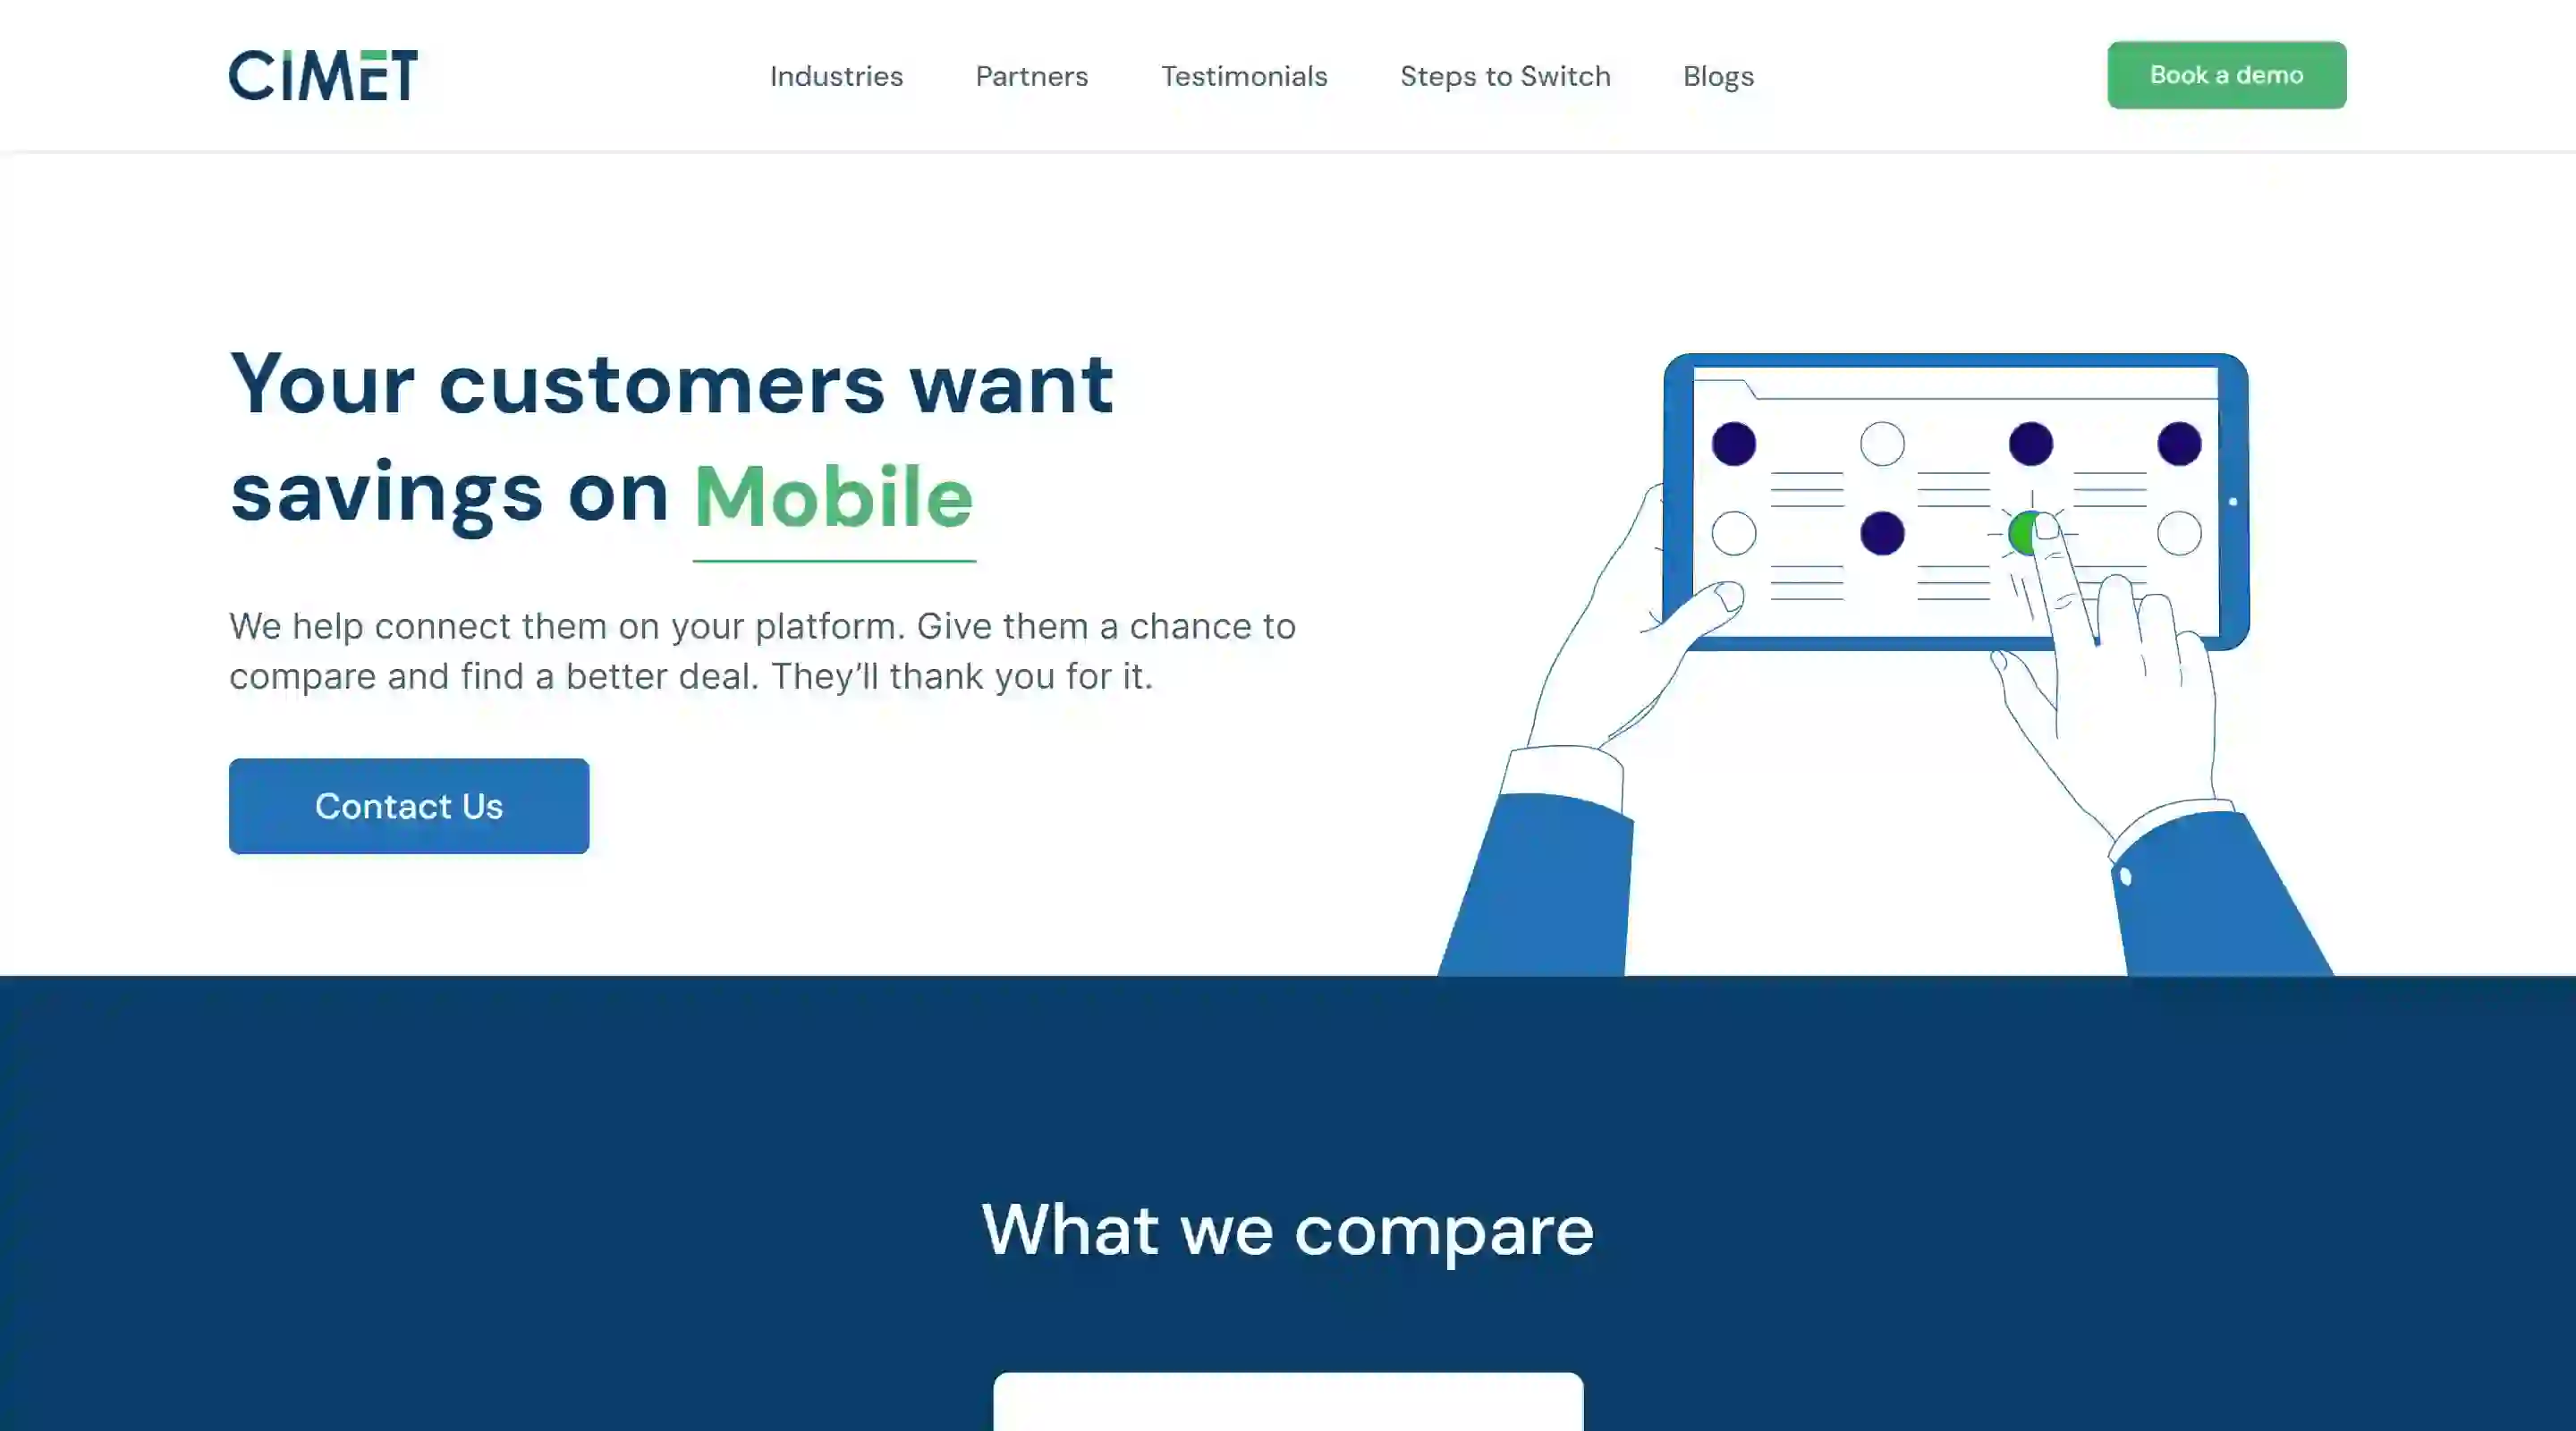 CIMET
Industries
Partners
Testimonials
Steps to Switch
Blogs
Book a demo
Your customers want
savings on Mobile
We help connect them on your platform. Give them a chance to
compare and find a better deal. They’ll thank you for it.
Contact Us
What we compare